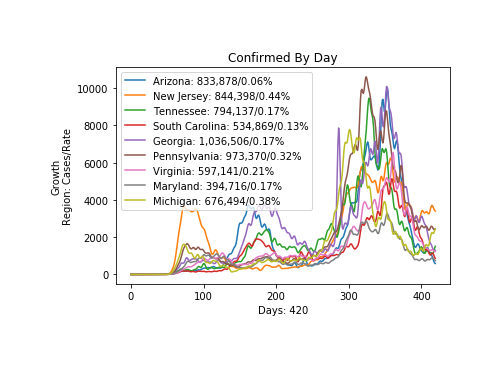 Confirmed By Day
Growth
Region: Cases/Rate
10000
8000
6000
4000
2000
0
Arizona: 833,878/0.06%
New Jersey: 844,398/0.44%
Tennessee: 794,137/0.17%
South Carolina: 534,869/0.13%
Georgia: 1,036,506/0.17%
Pennsylvania: 973,370/0.32%
Virginia: 597,141/0.21%
Maryland: 394,716/0.17%
Michigan: 676,494/0.38%
0 100 200 300 400
Days: 420